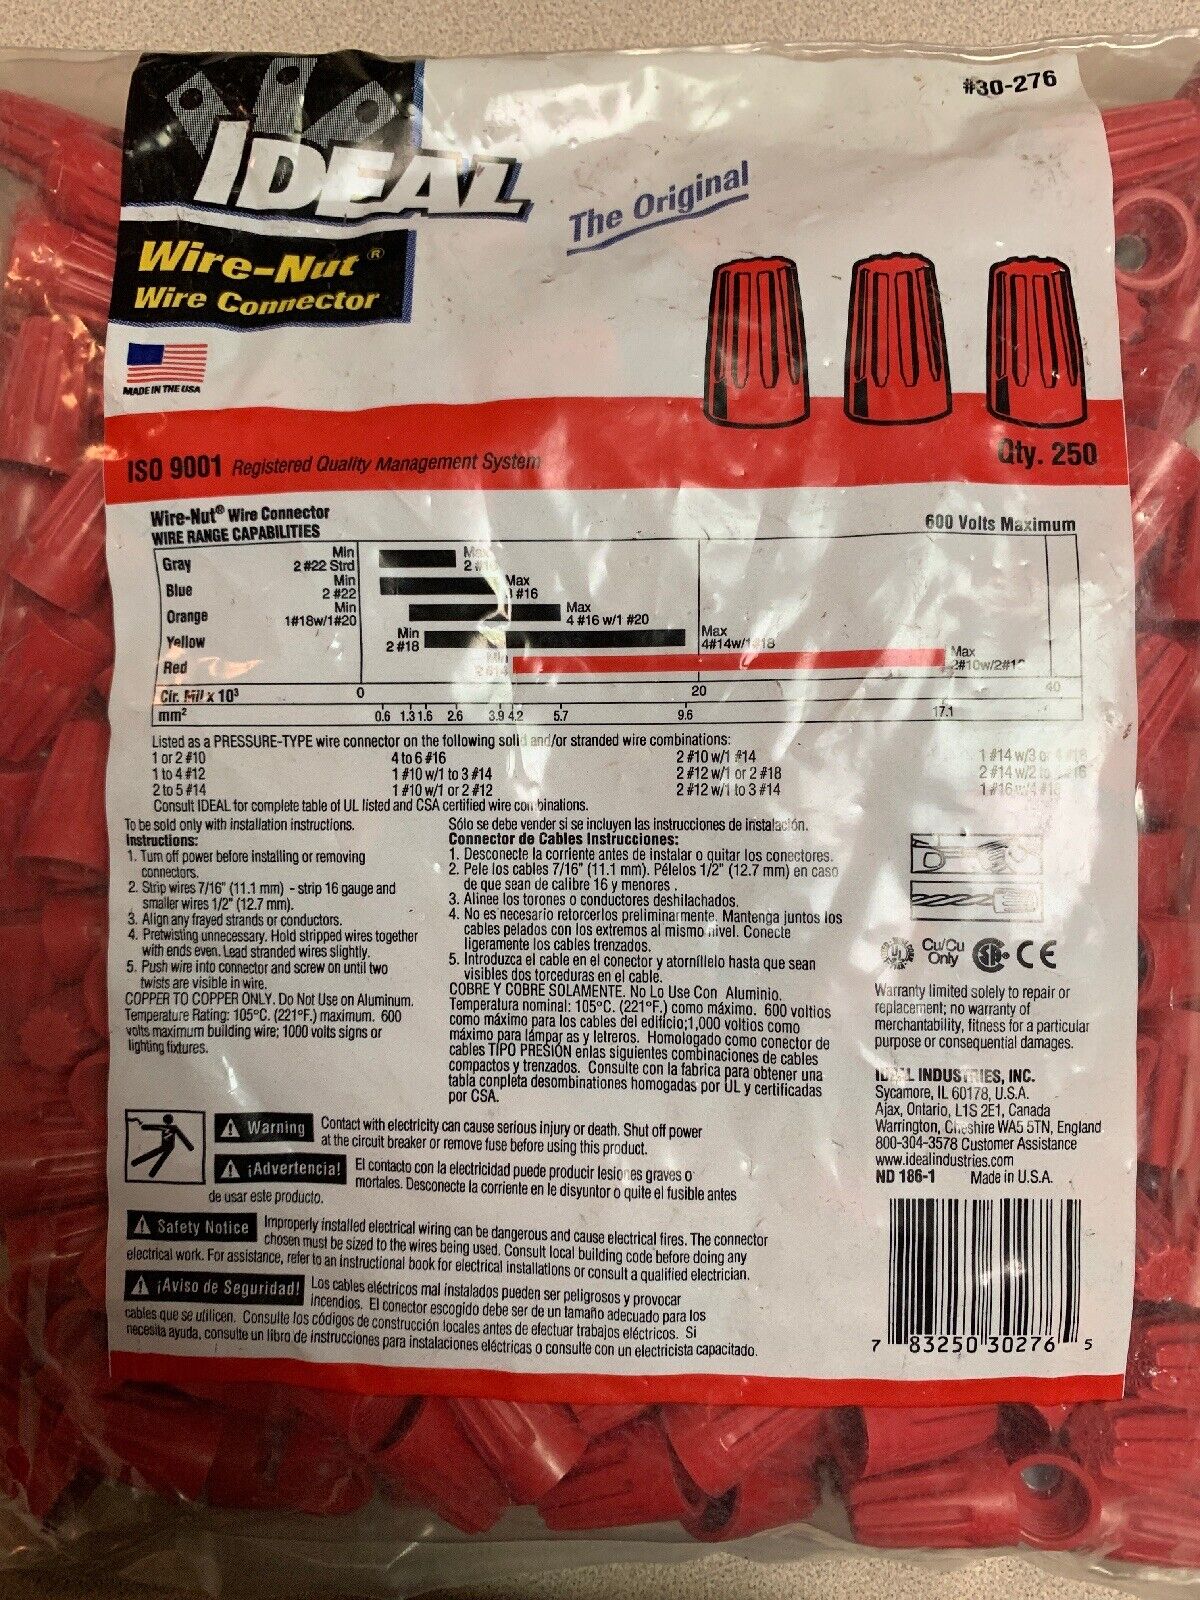 #30-276
IDEAL
The Original
Wire-Nut®
Wire Connector
MADE IN THE USA
ISO 9001 Registered Quality Management System
Qty. 250
Wire-Nut® Wire Connector
WIRE RANGE CAPABILITIES
600 Volts Maximum
Gray Min 2 #22 Strd Max
Blue Min 2 #22 Max #16
Orange Min 1#18w/1#20 Max 4 #16 w/1 #20
Yellow Min 2 #18 Max
Red Max
Cir. Mil x 10³ 0 20 40
mm² 0.6 1.3 1.6 2.6 3.9 4.2 5.7 9.6 17.1
Listed as a PRESSURE-TYPE wire connector on the following solid and/or stranded wire combinations:
1 or 2 #10 4 to 6 #16 2 #10 w/1 #14 1 #14 w/3 or
1 to 4 #12 1 #10 w/1 to 3 #14 2 #12 w/1 or 2 #18 2 #14 w/2 to
2 to 5 #14 1 #10 w/1 or 2 #12 2 #12 w/1 to 3 #14
Consult IDEAL for complete table of UL listed and CSA certified wire combinations.
To be sold only with installation instructions.
Instructions:
1. Turn off power before installing or removing
connectors.
2. Strip wires 7/16" (11.1 mm) - strip 16 gauge and
smaller wires 1/2" (12.7 mm).
3. Align any frayed strands or conductors.
4. Pretwisting unnecessary. Hold stripped wires together
with ends even. Lead stranded wires slightly.
5. Push wire into connector and screw on until two
twists are visible in wire.
COPPER TO COPPER ONLY. Do Not Use on Aluminum.
Temperature Rating: 105°C. (221°F.) maximum. 600
volts maximum building wire; 1000 volts signs or
lighting fixtures.
Sólo se debe vender si se incluyen las instrucciones de instalación.
Connector de Cables Instrucciones:
1. Desconecte la corriente antes de instalar o quitar los conectores.
2. Pele los cables 7/16" (11.1 mm). Pélelos 1/2" (12.7 mm) en caso
de que sean de calibre 16 y menores .
3. Alinee los torones o conductores deshilachados.
4. No es necesario retorcerlos preliminarmente. Mantenga juntos los
cables pelados con los extremos al mismo nivel. Conecte
ligeramente los cables trenzados.
5. Introduzca el cable en el conector y atorníllelo hasta que sean
visibles dos torceduras en el cable.
COBRE Y COBRE SOLAMENTE. No Lo Use Con Aluminio.
Temperatura nominal: 105°C. (221°F.) como máximo. 600 voltios
como máximo para los cables del edificio;1,000 voltios como
máximo para lámparas y letreros. Homologado como conector de
cables TIPO PRESIÓN enlas siguientes combinaciones de cables
compactos y trenzados. Consulte con la fabrica para obtener una
tabla completa desombinationes homogadas por UL y certificadas
por CSA.
UL Cu/Cu Only CE
Warranty limited solely to repair or
replacement; no warranty of
merchantability, fitness for a particular
purpose or consequential damages.
IDEAL INDUSTRIES, INC.
Sycamore, IL 60178, U.S.A.
Ajax, Ontario, L1S 2E1, Canada
Warrington, Cheshire WA5 5TN, England
800-304-3578 Customer Assistance
www.idealindustries.com
ND 186-1 Made in U.S.A.
Warning Contact with electricity can cause serious injury or death. Shut off power
at the circuit breaker or remove fuse before using this product.
¡Advertencia! El contacto con la electricidad puede producir lesiones graves o
mortales. Desconecte la corriente en le disyuntor o quite el fusible antes
de usar este producto.
Safety Notice Improperly installed electrical wiring can be dangerous and cause electrical fires. The connector
chosen must be sized to the wires being used. Consult local building code before doing any
electrical work. For assistance, refer to an instructional book for electrical installations or consult a qualified electrician.
¡Aviso de Seguridad! Los cables eléctricos mal instalados pueden ser peligrosos y provocar
incendios. El conector escogido debe ser de un tamaño adecuado para los
cables que se utilicen. Consulle los códigos de construcción locales antes de electuar trabajos eléctricos. Si
necesita ayuda, consulte un libro de instrucciones para instalaciones eléctricas o consulte con un electricista capacitado.
7 83250 30276 5